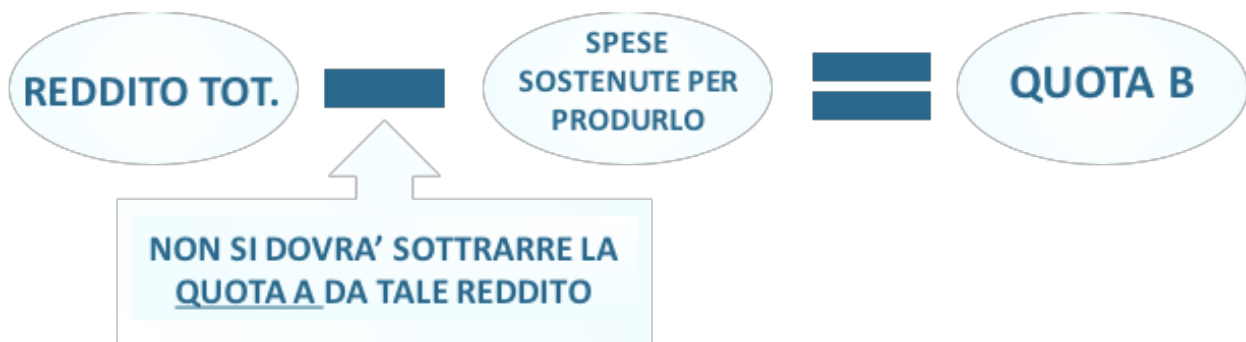 REDDITO TOT.
SPESE
SOSTENUTE PER
PRODURLO
QUOTA B
NON SI DOVRA’ SOTTRARRE LA
QUOTA A DA TALE REDDITO